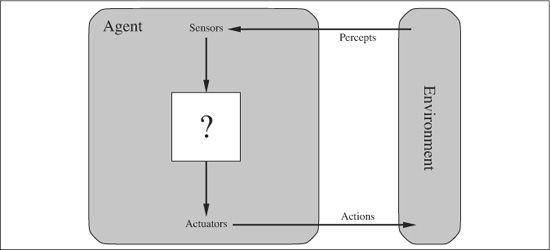 Agent
Sensors
Percepts
?
Environment
Actuators
Actions